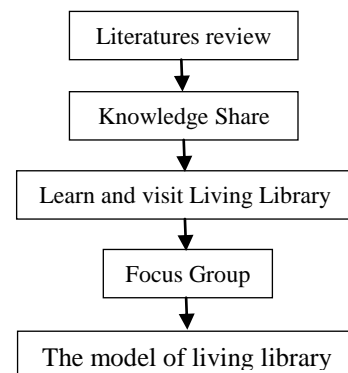 Literatures review
Knowledge Share
Learn and visit Living Library
Focus Group
The model of living library